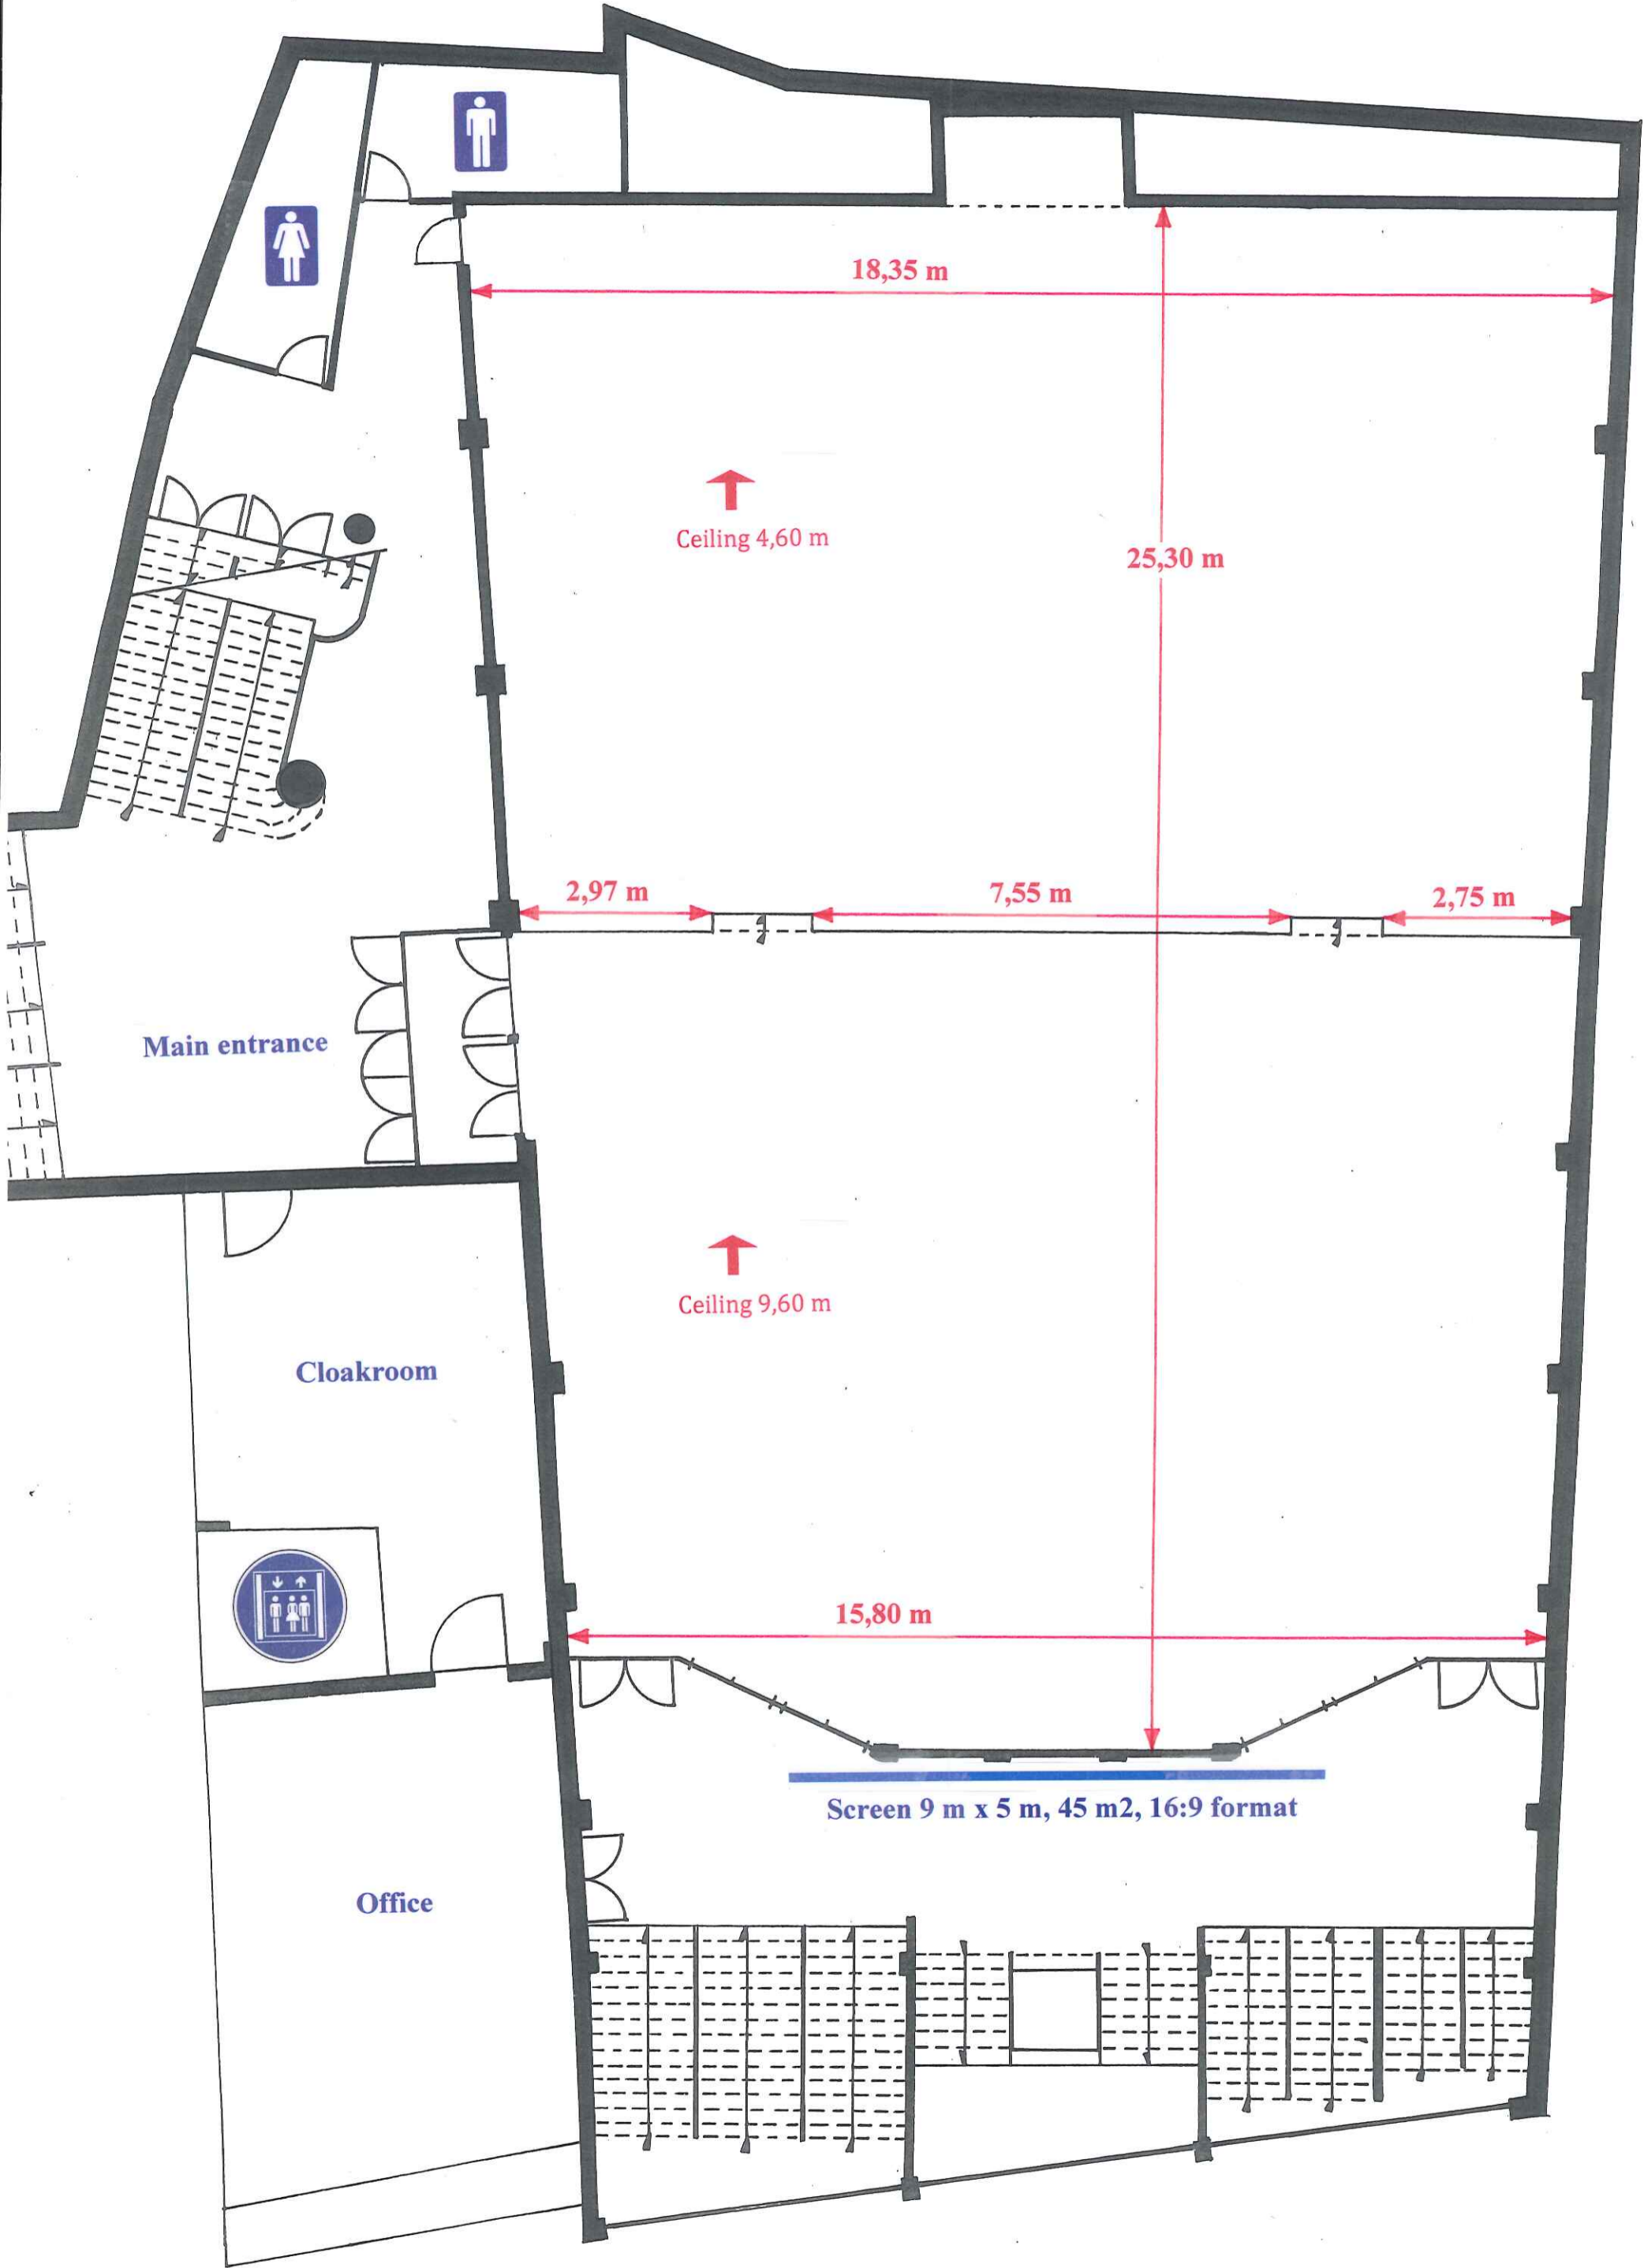 18,35 m
Ceiling 4,60 m
25,30 m
2,97 m
7,55 m
2,75 m
Main entrance
Ceiling 9,60 m
Cloakroom
15,80 m
Screen 9 m x 5 m, 45 m2, 16:9 format
Office